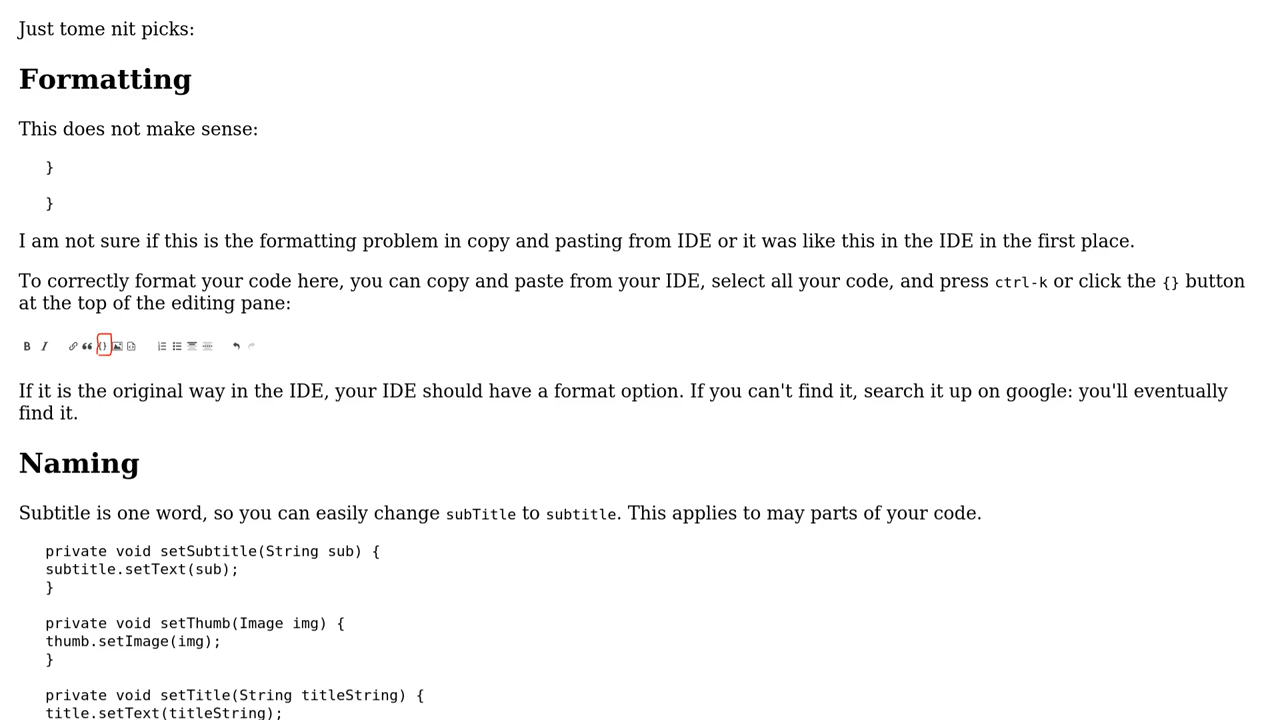 Just tome nit picks:
Formatting
This does not make sense:
}
}
I am not sure if this is the formatting problem in copy and pasting from IDE or it was like this in the IDE in the first place.
To correctly format your code here, you can copy and paste from your IDE, select all your code, and press ctrl-k or click the {} button
at the top of the editing pane:
B I {}
If it is the original way in the IDE, your IDE should have a format option. If you can't find it, search it up on google: you'll eventually
find it.
Naming
Subtitle is one word, so you can easily change subTitle to subtitle. This applies to may parts of your code.
private void setSubtitle(String sub) {
subtitle.setText(sub);
}
private void setThumb(Image img) {
thumb.setImage(img);
}
private void setTitle(String titleString) {
title.setText(titleString);